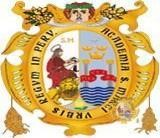 ACADEMIA S. MARCI VRBIS REGVM IN PERV
S.M.